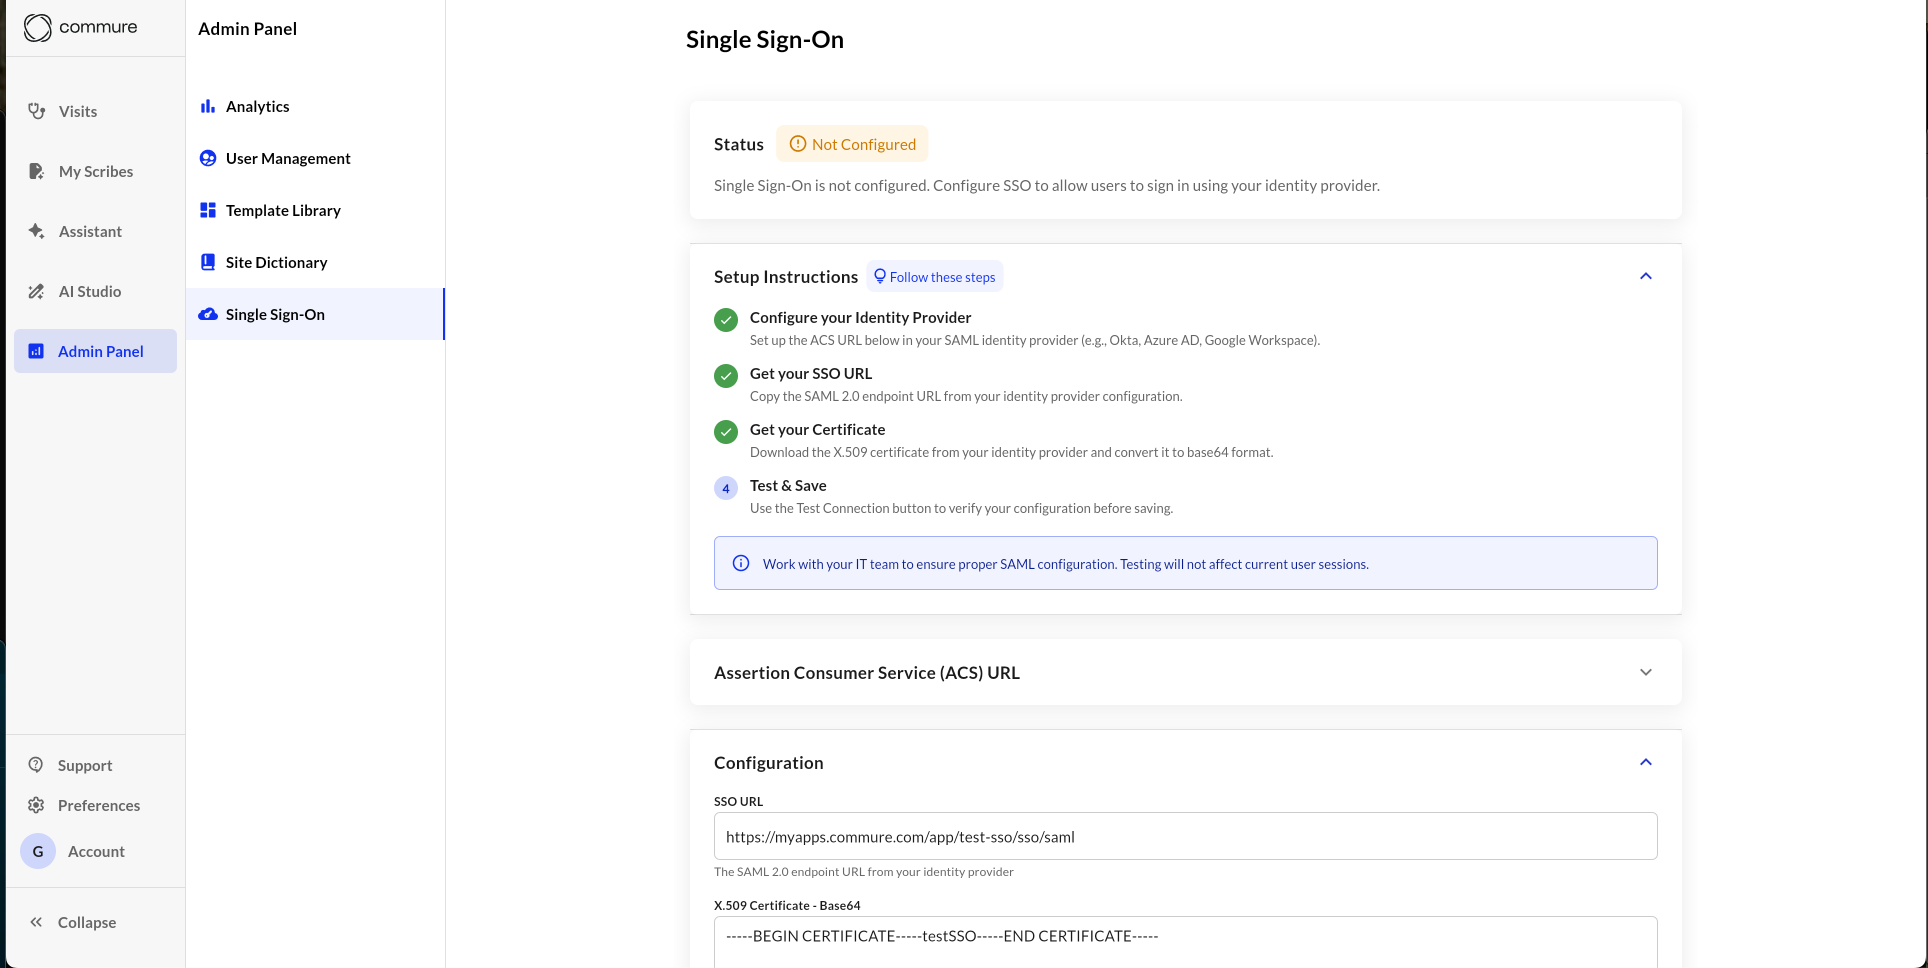 commure
Visits
My Scribes
Assistant
AI Studio
Admin Panel
Support
Preferences
G
Account
Collapse
Admin Panel
Analytics
User Management
Template Library
Site Dictionary
Single Sign-On
Single Sign-On
Status
Not Configured
Single Sign-On is not configured. Configure SSO to allow users to sign in using your identity provider.
Setup Instructions
Follow these steps
Configure your Identity Provider
Set up the ACS URL below in your SAML identity provider (e.g., Okta, Azure AD, Google Workspace).
Get your SSO URL
Copy the SAML 2.0 endpoint URL from your identity provider configuration.
Get your Certificate
Download the X.509 certificate from your identity provider and convert it to base64 format.
4
Test & Save
Use the Test Connection button to verify your configuration before saving.
Work with your IT team to ensure proper SAML configuration. Testing will not affect current user sessions.
Assertion Consumer Service (ACS) URL
Configuration
SSO URL
https://myapps.commure.com/app/test-sso/sso/saml
The SAML 2.0 endpoint URL from your identity provider
X.509 Certificate - Base64
-----BEGIN CERTIFICATE-----testSSO-----END CERTIFICATE-----